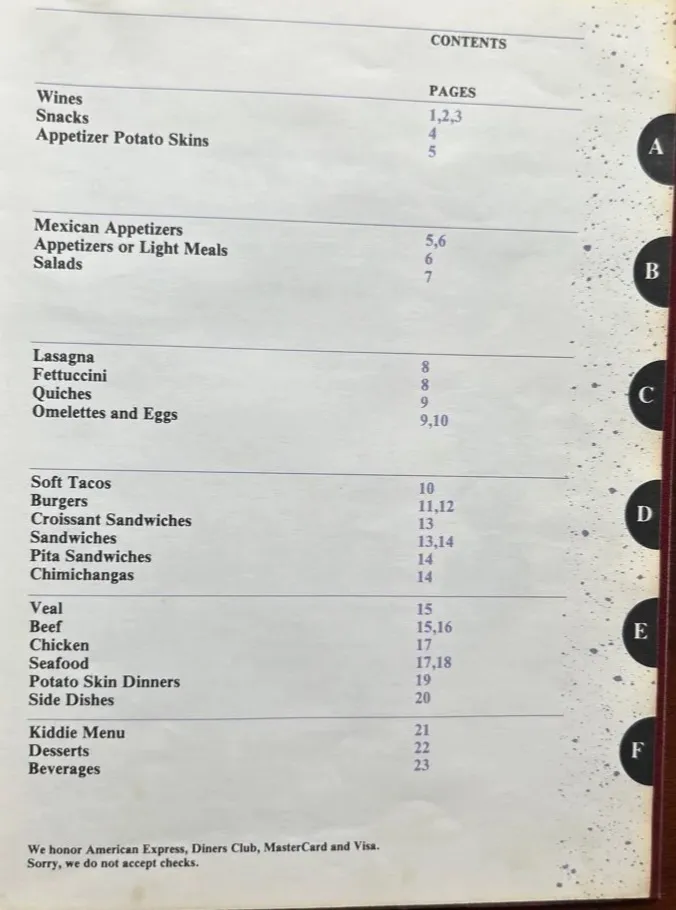 CONTENTS
PAGES
Wines 1,2,3
Snacks 4
Appetizer Potato Skins 5
A
Mexican Appetizers 5,6
Appetizers or Light Meals 6
Salads 7
B
Lasagna 8
Fettuccini 8
Quiches 9
Omelettes and Eggs 9,10
C
Soft Tacos 10
Burgers 11,12
Croissant Sandwiches 13
Sandwiches 13,14
Pita Sandwiches 14
Chimichangas 14
D
Veal 15
Beef 15,16
Chicken 17
Seafood 17,18
Potato Skin Dinners 19
Side Dishes 20
E
Kiddie Menu 21
Desserts 22
Beverages 23
F
We honor American Express, Diners Club, MasterCard and Visa.
Sorry, we do not accept checks.